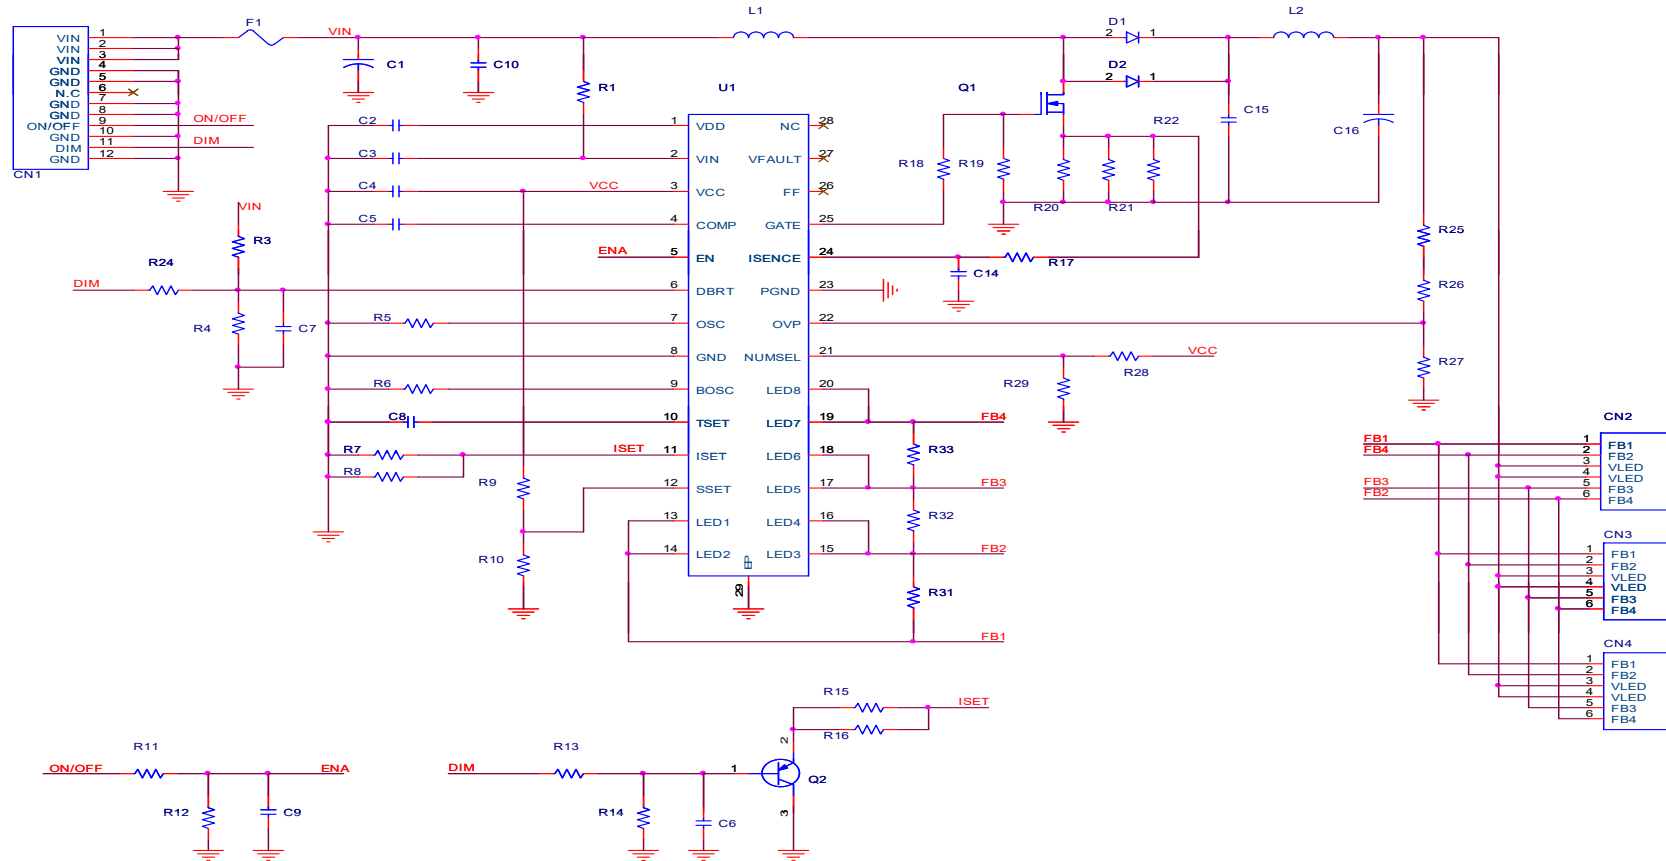 F1
L1
L2
VIN
D1
2 1
D2
2 1
C1
C10
R1
U1
Q1
C15
C16
1 VIN
2 VIN
3 VIN
4 GND
5 GND
6 N.C
7 GND
8 GND
9 ON/OFF
10 GND
11 DIM
12 GND
CN1
ON/OFF
DIM
C2
C3
C4
C5
VCC
ENA
1 VDD
2 VIN
3 VCC
4 COMP
5 EN
6 DBRT
7 OSC
8 GND
9 BOSC
10 TSET
11 ISET
12 SSET
13 LED1
14 LED2
NC 28
VFAULT 27
FF 26
GATE 25
ISENCE 24
PGND 23
OVP 22
NUMSEL 21
LED8 20
LED7 19
LED6 18
LED5 17
LED4 16
LED3 15
EP
29
R18
R19
R22
R20
R21
R17
C14
R25
R26
R27
VIN
R3
R24
DIM
R4
C7
R5
R6
C8
R7
R8
ISET
R9
R10
VCC
R28
R29
FB4
R33
FB3
R32
FB2
R31
FB1
FB1
FB4
FB3
FB2
CN2
1 FB1
2 FB2
3 VLED
4 VLED
5 FB3
6 FB4
CN3
1 FB1
2 FB2
3 VLED
4 VLED
5 FB3
6 FB4
CN4
1 FB1
2 FB2
3 VLED
4 VLED
5 FB3
6 FB4
R11
ON/OFF
ENA
R12
C9
R13
DIM
R14
C6
1
2
3
Q2
R15
R16
ISET